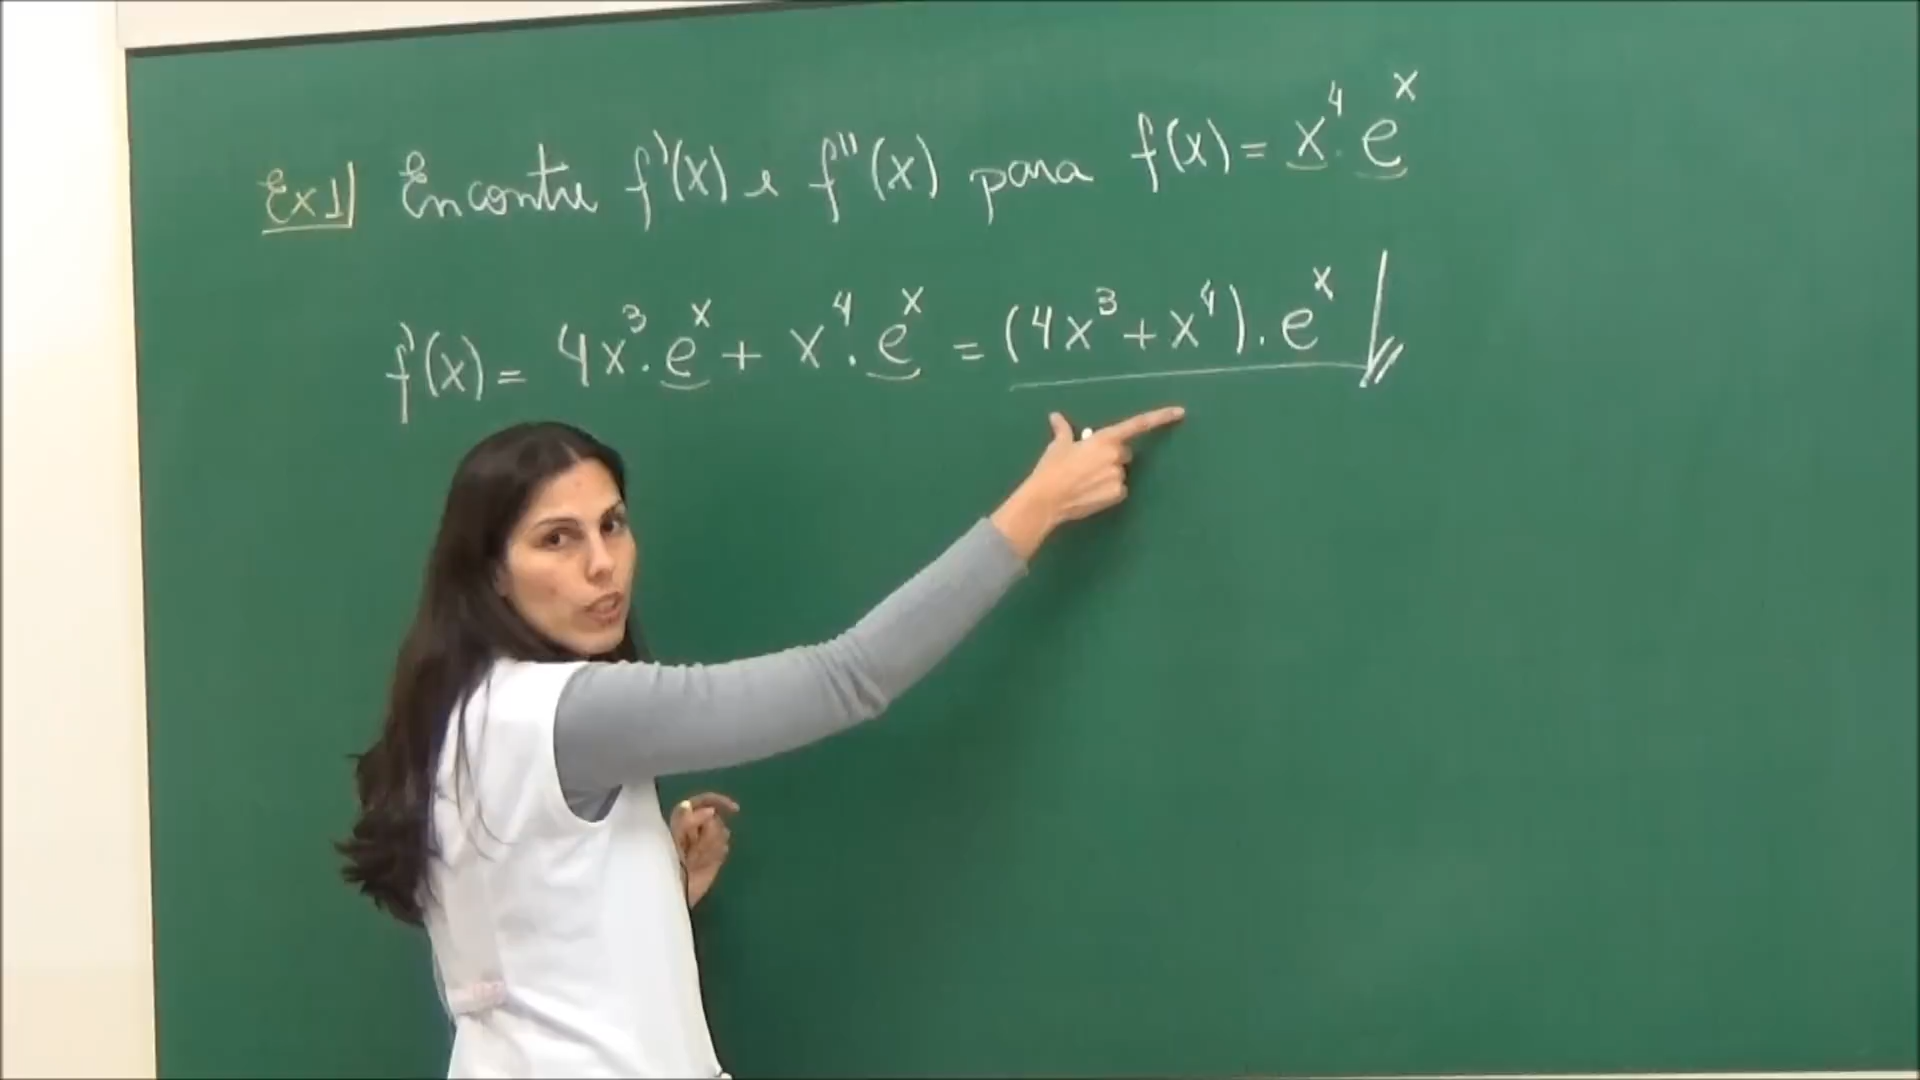 Ex1) Encontre f'(x) e f''(x) para f(x) = x⁴ · eˣ
f'(x) = 4x³ · eˣ + x⁴ · eˣ = (4x³ + x⁴) · eˣ